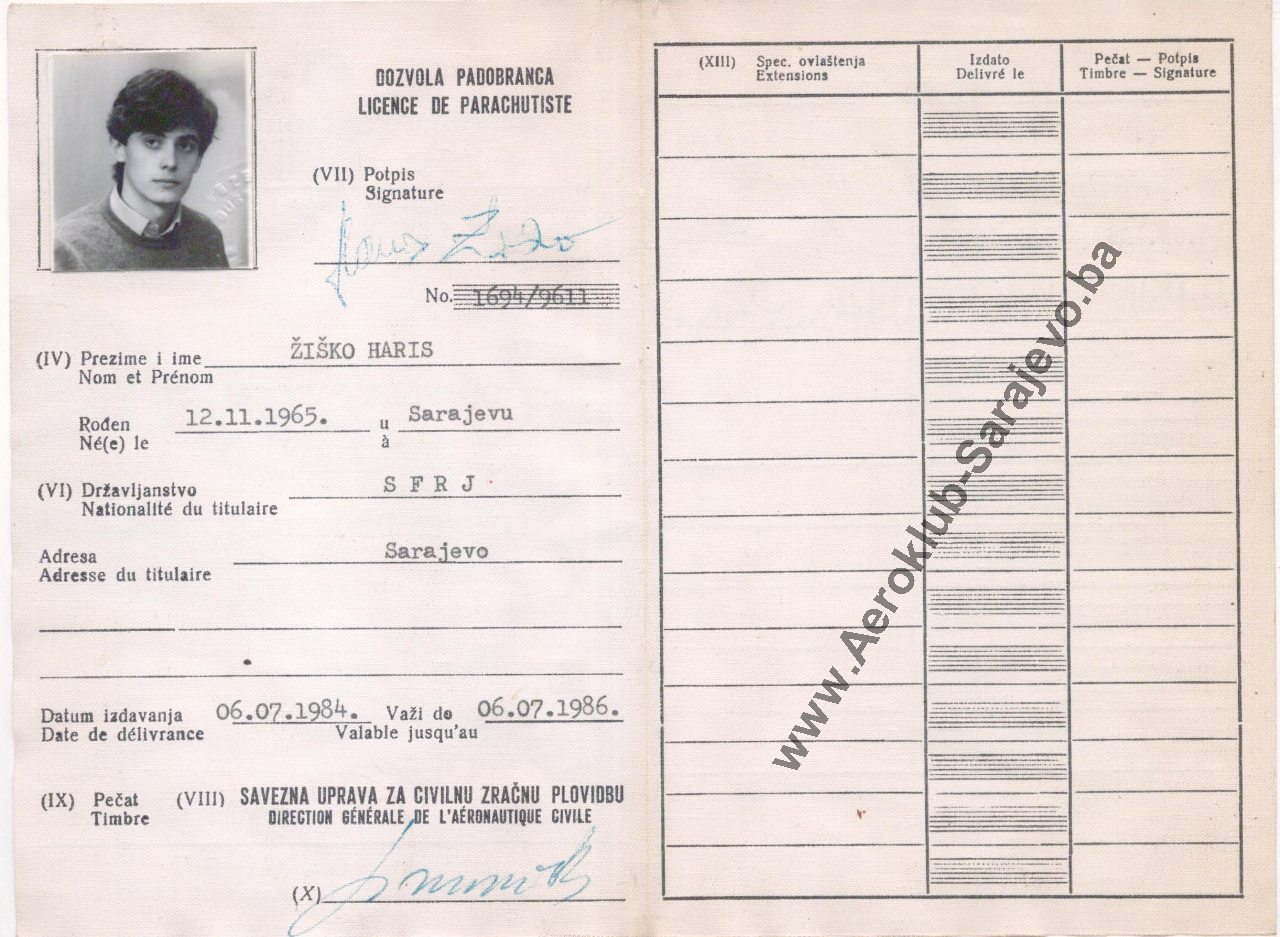 DOZVOLA PADOBRANCA
LICENCE DE PARACHUTISTE
(VII) Potpis
Signature
No. 1694/9611
(IV) Prezime i ime ŽIŠKO HARIS
Nom et Prénom
Rođen 12.11.1965. u Sarajevu
Né(e) le à
(VI) Državljanstvo S F R J
Nationalité du titulaire
Adresa Sarajevo
Adresse du titulaire
Datum izdavanja 06.07.1984. Važi do 06.07.1986.
Date de délivrance Valable jusqu'au
(IX) Pečat (VIII) SAVEZNA UPRAVA ZA CIVILNU ZRAČNU PLOVIDBU
Timbre DIRECTION GÉNÉRALE DE L'AÉRONAUTIQUE CIVILE
(X)
(XIII) Spec. ovlaštenja Izdato Pečat — Potpis
Extensions Delivré le Timbre — Signature
www.Aeroklub-Sarajevo.ba